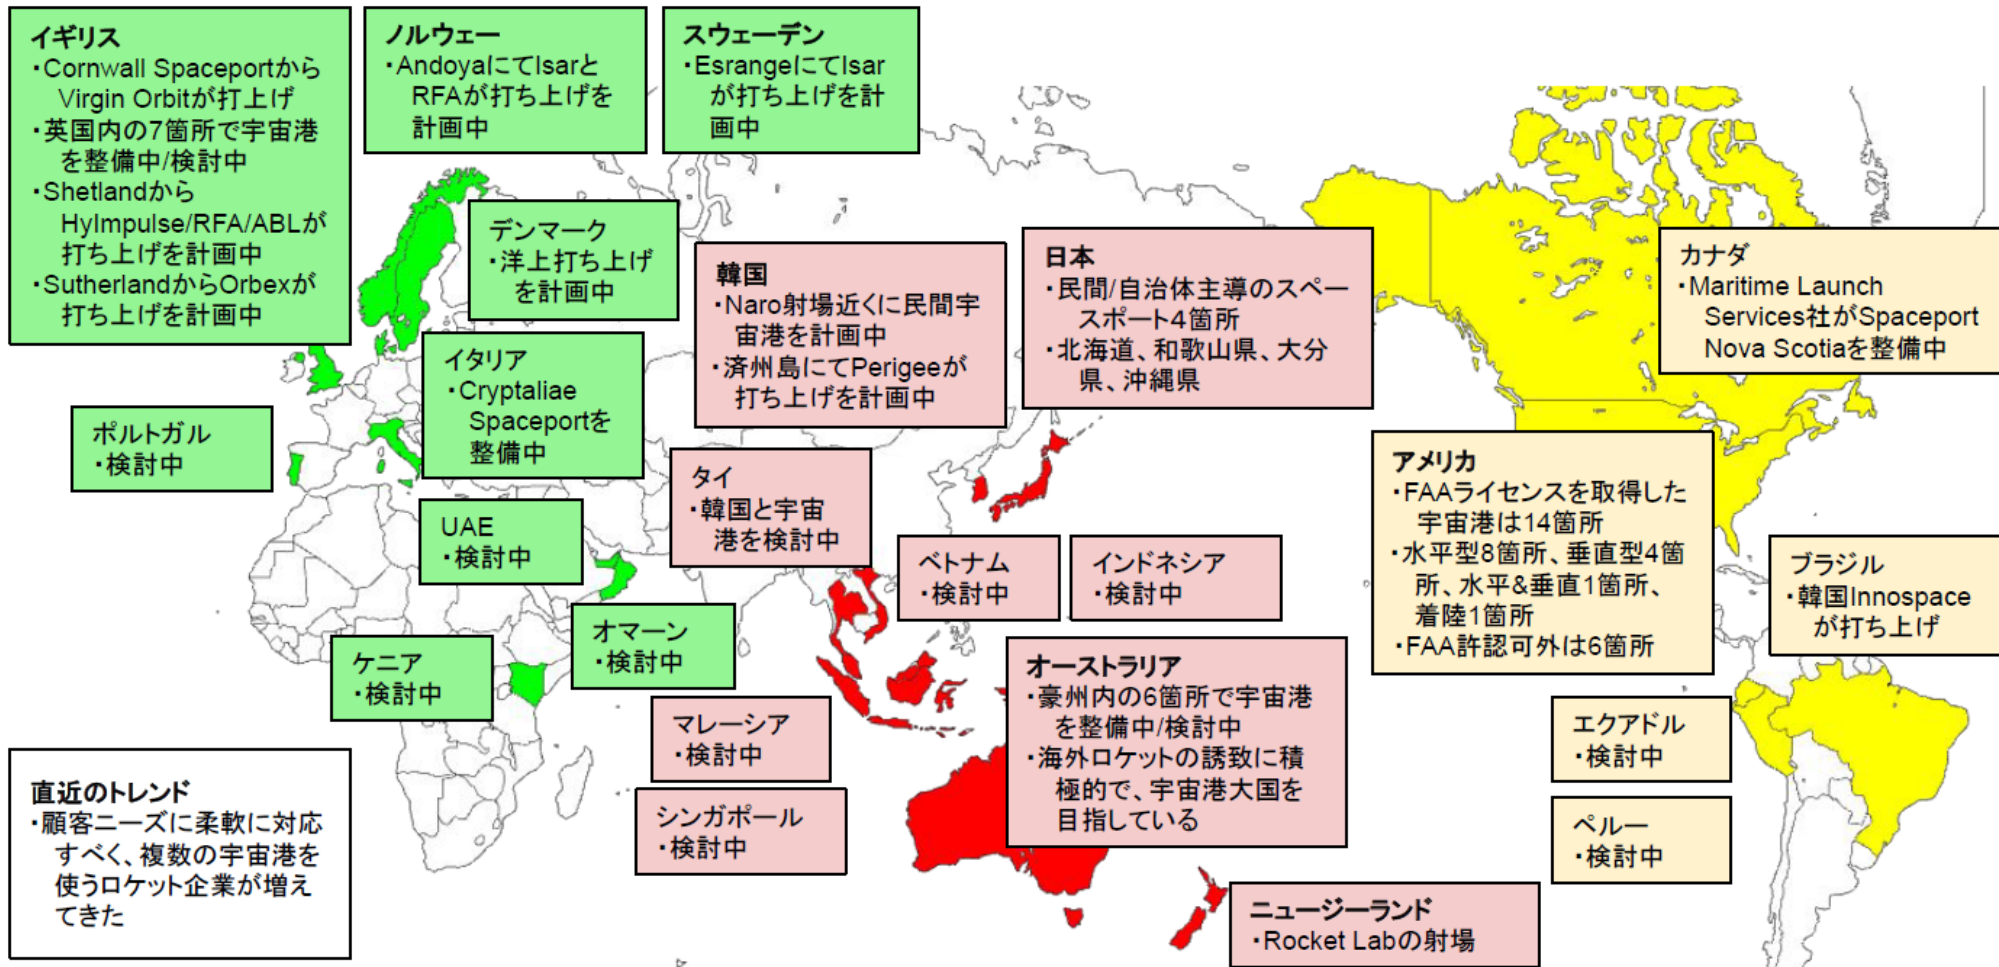 イギリス
・Cornwall Spaceportから
Virgin Orbitが打上げ
・英国内の7箇所で宇宙港
を整備中/検討中
・Shetlandから
HyImpulse/RFA/ABLが
打ち上げを計画中
・SutherlandからOrbexが
打ち上げを計画中
ノルウェー
・AndoyaにてIsarと
RFAが打ち上げを
計画中
スウェーデン
・EsrangeにてIsar
が打ち上げを計
画中
デンマーク
・洋上打ち上げ
を計画中
イタリア
・Cryptaliae
Spaceportを
整備中
ポルトガル
・検討中
UAE
・検討中
オマーン
・検討中
ケニア
・検討中
韓国
・Naro射場近くに民間宇
宙港を計画中
・済州島にてPerigeeが
打ち上げを計画中
日本
・民間/自治体主導のスペー
スポート4箇所
・北海道、和歌山県、大分
県、沖縄県
タイ
・韓国と宇宙
港を検討中
ベトナム
・検討中
インドネシア
・検討中
マレーシア
・検討中
シンガポール
・検討中
オーストラリア
・豪州内の6箇所で宇宙港
を整備中/検討中
・海外ロケットの誘致に積
極的で、宇宙港大国を
目指している
ニュージーランド
・Rocket Labの射場
カナダ
・Maritime Launch
Services社がSpaceport
Nova Scotiaを整備中
アメリカ
・FAAライセンスを取得した
宇宙港は14箇所
・水平型8箇所、垂直型4箇
所、水平&垂直1箇所、
着陸1箇所
・FAA許認可外は6箇所
ブラジル
・韓国Innospace
が打ち上げ
エクアドル
・検討中
ペルー
・検討中
直近のトレンド
・顧客ニーズに柔軟に対応
すべく、複数の宇宙港を
使うロケット企業が増え
てきた